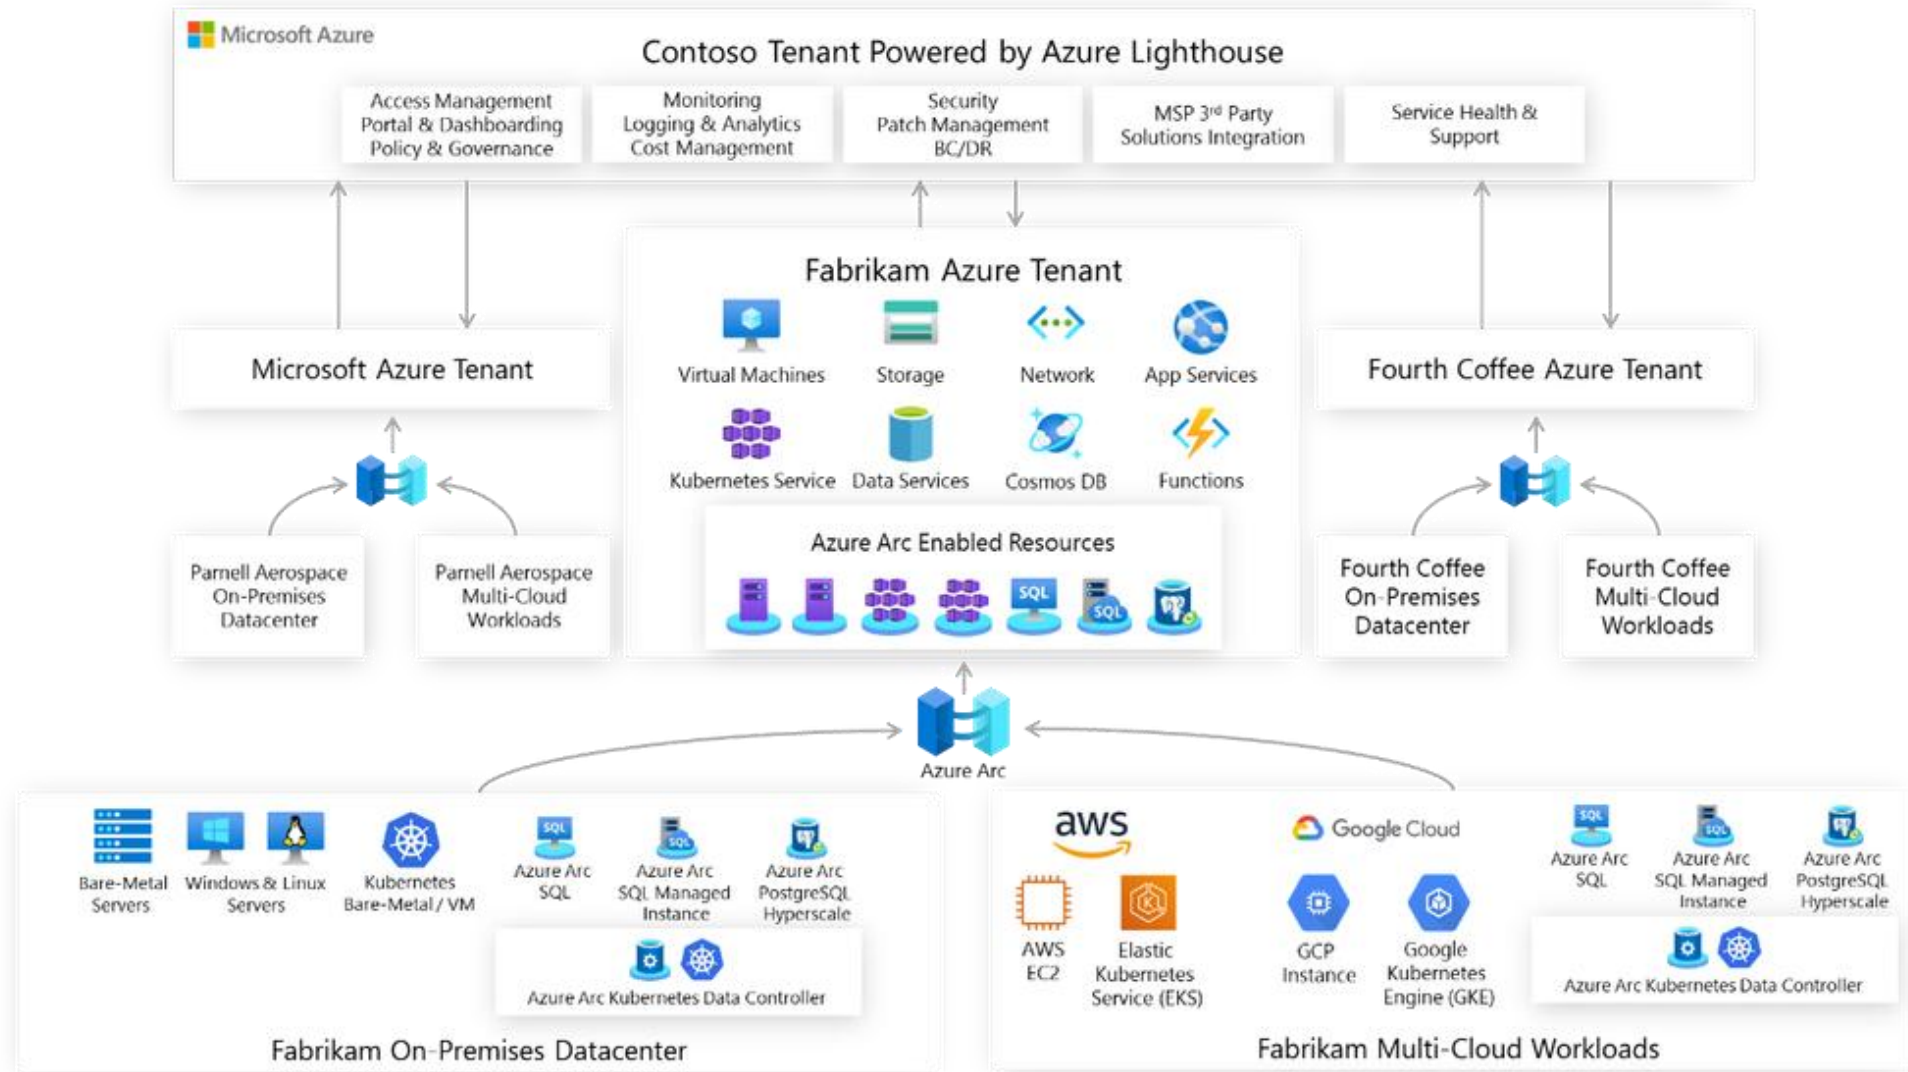 Microsoft Azure
Contoso Tenant Powered by Azure Lighthouse
Access Management
Portal & Dashboarding
Policy & Governance
Monitoring
Logging & Analytics
Cost Management
Security
Patch Management
BC/DR
MSP 3rd Party
Solutions Integration
Service Health &
Support
Microsoft Azure Tenant
Parnell Aerospace
On-Premises
Datacenter
Parnell Aerospace
Multi-Cloud
Workloads
Fabrikam Azure Tenant
Virtual Machines
Storage
Network
App Services
Kubernetes Service
Data Services
Cosmos DB
Functions
Azure Arc Enabled Resources
SQL
SQL
Fourth Coffee Azure Tenant
Fourth Coffee
On-Premises
Datacenter
Fourth Coffee
Multi-Cloud
Workloads
Azure Arc
Bare-Metal
Servers
Windows & Linux
Servers
Kubernetes
Bare-Metal / VM
SQL
Azure Arc
SQL
SQL
Azure Arc
SQL Managed
Instance
Azure Arc
PostgreSQL
Hyperscale
Azure Arc Kubernetes Data Controller
Fabrikam On-Premises Datacenter
aws
AWS
EC2
Elastic
Kubernetes
Service (EKS)
Google Cloud
GCP
Instance
Google
Kubernetes
Engine (GKE)
SQL
Azure Arc
SQL
SQL
Azure Arc
SQL Managed
Instance
Azure Arc
PostgreSQL
Hyperscale
Azure Arc Kubernetes Data Controller
Fabrikam Multi-Cloud Workloads